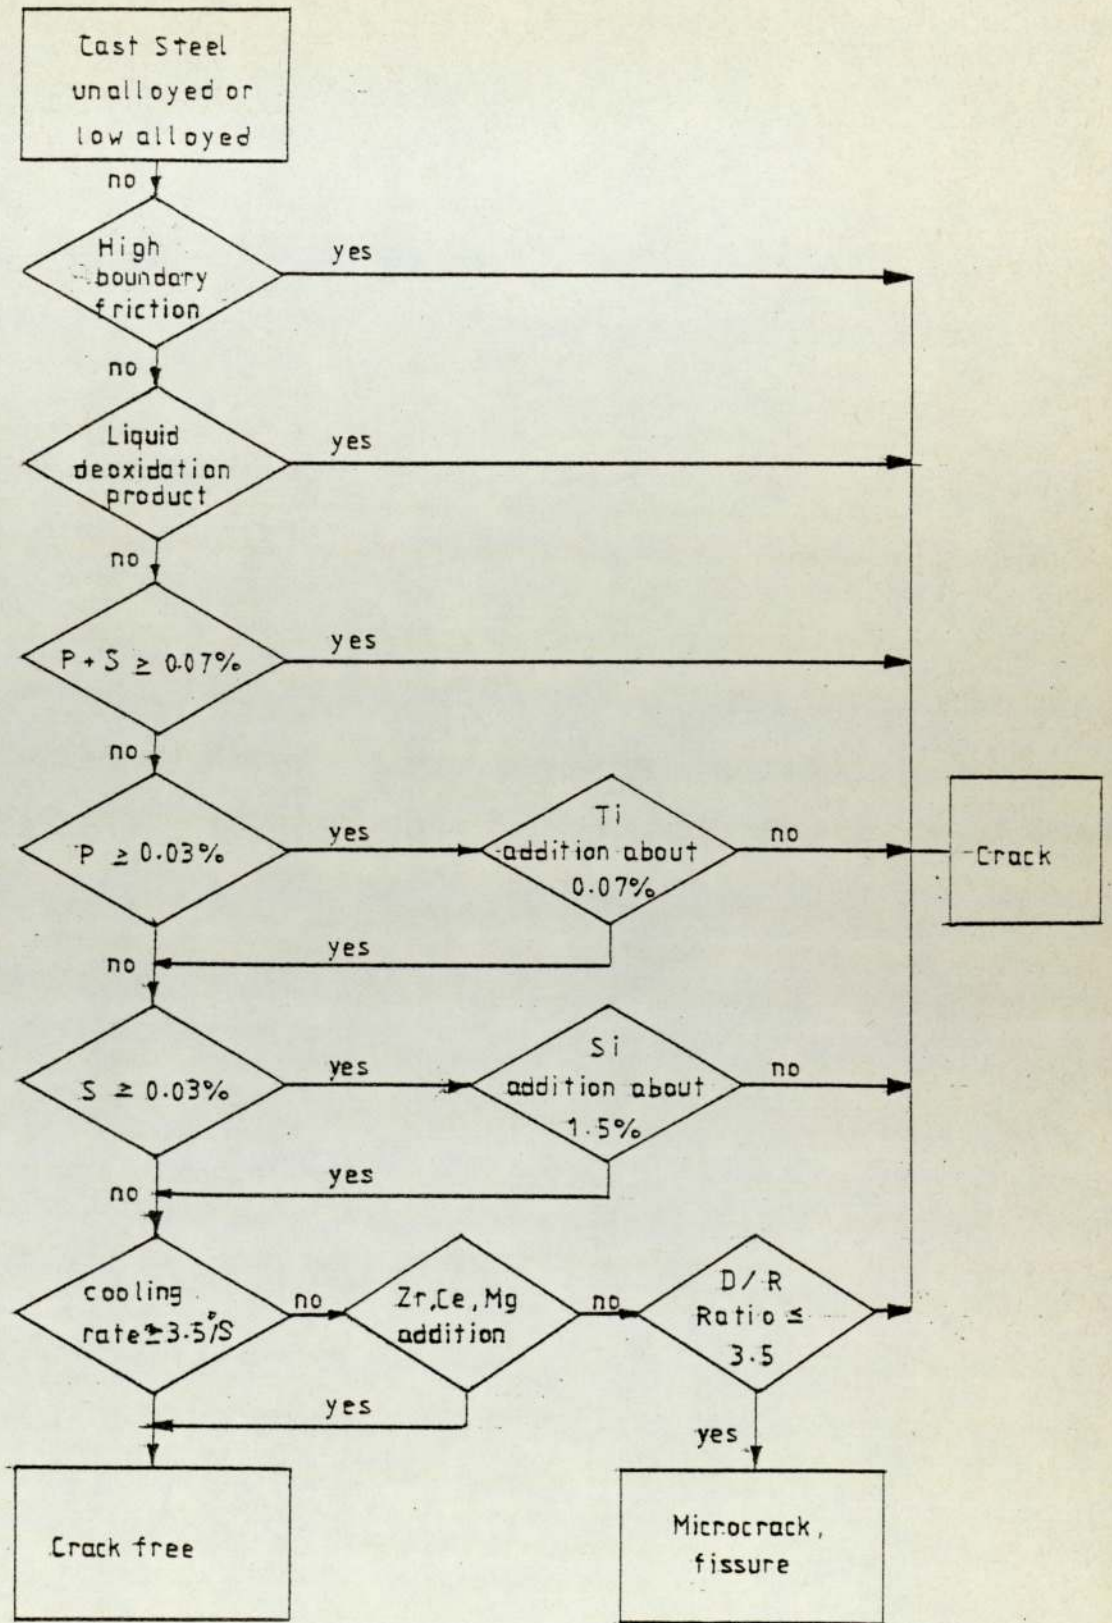 Cast Steel
unalloyed or
low alloyed
no
High
boundary
friction
yes
no
Liquid
deoxidation
product
yes
no
P + S ≥ 0.07%
yes
no
P ≥ 0.03%
yes
Ti
addition about
0.07%
no
Crack
yes
no
S ≥ 0.03%
yes
Si
addition about
1.5%
no
yes
no
cooling
rate ≥ 3.5°/S
no
Zr, Ce, Mg
addition
no
D/R
Ratio ≤
3.5
yes
yes
Crack free
Microcrack,
fissure